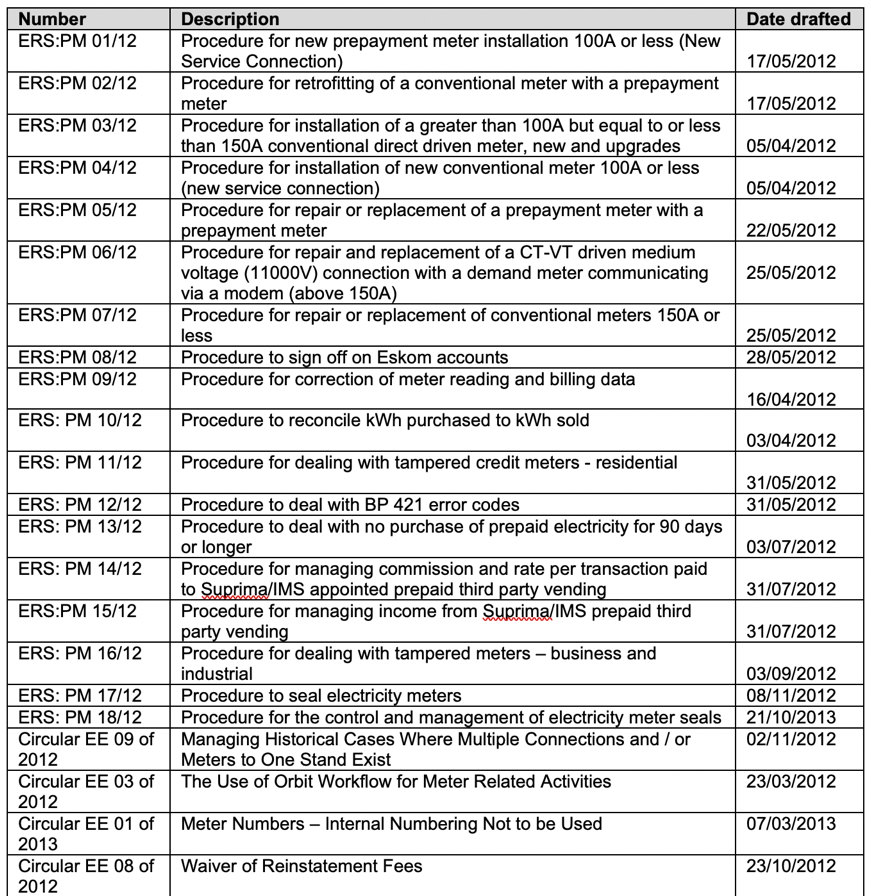 Number Description Date drafted
ERS:PM 01/12 Procedure for new prepayment meter installation 100A or less (New
Service Connection) 17/05/2012
ERS:PM 02/12 Procedure for retrofitting of a conventional meter with a prepayment
meter 17/05/2012
ERS:PM 03/12 Procedure for installation of a greater than 100A but equal to or less
than 150A conventional direct driven meter, new and upgrades 05/04/2012
ERS:PM 04/12 Procedure for installation of new conventional meter 100A or less
(new service connection) 05/04/2012
ERS:PM 05/12 Procedure for repair or replacement of a prepayment meter with a
prepayment meter 22/05/2012
ERS:PM 06/12 Procedure for repair and replacement of a CT-VT driven medium
voltage (11000V) connection with a demand meter communicating 25/05/2012
via a modem (above 150A)
ERS:PM 07/12 Procedure for repair or replacement of conventional meters 150A or
less 25/05/2012
ERS:PM 08/12 Procedure to sign off on Eskom accounts 28/05/2012
ERS:PM 09/12 Procedure for correction of meter reading and billing data
16/04/2012
ERS: PM 10/12 Procedure to reconcile kWh purchased to kWh sold
03/04/2012
ERS: PM 11/12 Procedure for dealing with tampered credit meters - residential
31/05/2012
ERS: PM 12/12 Procedure to deal with BP 421 error codes 31/05/2012
ERS: PM 13/12 Procedure to deal with no purchase of prepaid electricity for 90 days
or longer 03/07/2012
ERS: PM 14/12 Procedure for managing commission and rate per transaction paid
to Suprima/IMS appointed prepaid third party vending 31/07/2012
ERS:PM 15/12 Procedure for managing income from Suprima/IMS prepaid third
party vending 31/07/2012
ERS: PM 16/12 Procedure for dealing with tampered meters – business and
industrial 03/09/2012
ERS: PM 17/12 Procedure to seal electricity meters 08/11/2012
ERS: PM 18/12 Procedure for the control and management of electricity meter seals 21/10/2013
Circular EE 09 of Managing Historical Cases Where Multiple Connections and / or 02/11/2012
2012 Meters to One Stand Exist
Circular EE 03 of The Use of Orbit Workflow for Meter Related Activities 23/03/2012
2012
Circular EE 01 of Meter Numbers – Internal Numbering Not to be Used 07/03/2013
2013
Circular EE 08 of Waiver of Reinstatement Fees 23/10/2012
2012